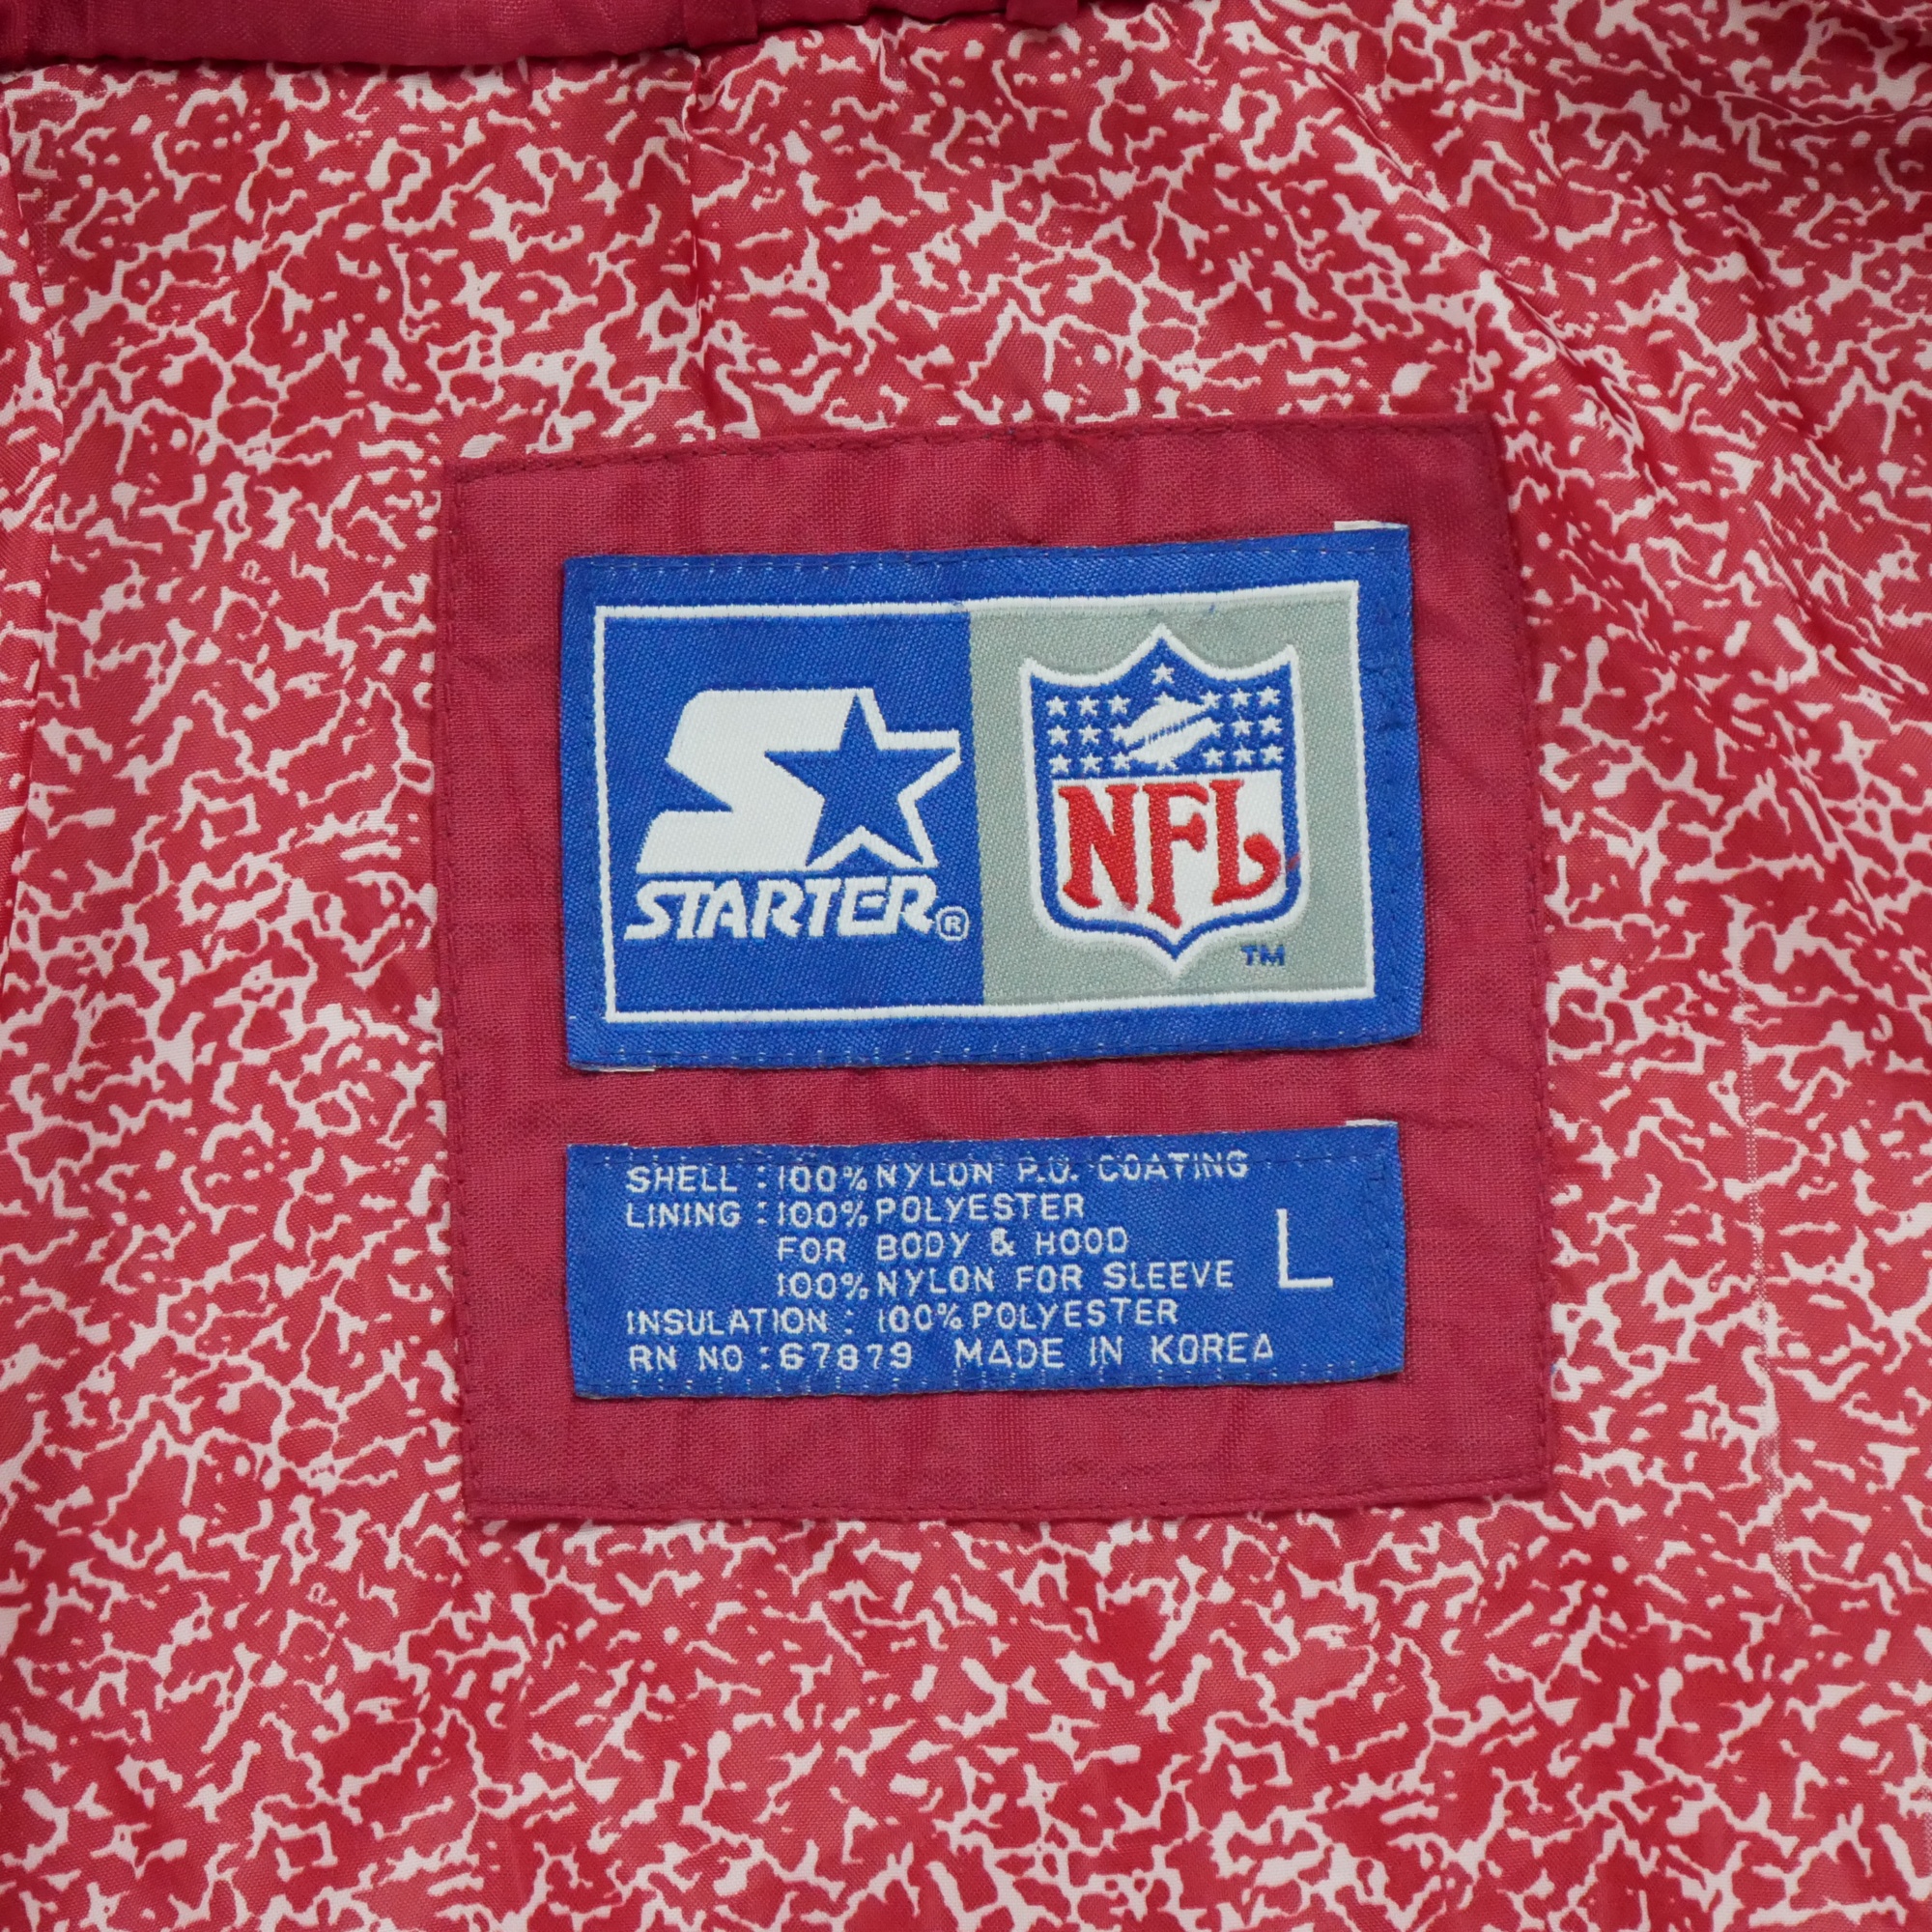 STARTER®
NFL
TM
SHELL : 100% NYLON P.U. COATING
LINING : 100% POLYESTER
FOR BODY & HOOD
100% NYLON FOR SLEEVE
L
INSULATION : 100% POLYESTER
RN NO : 67879 MADE IN KOREA